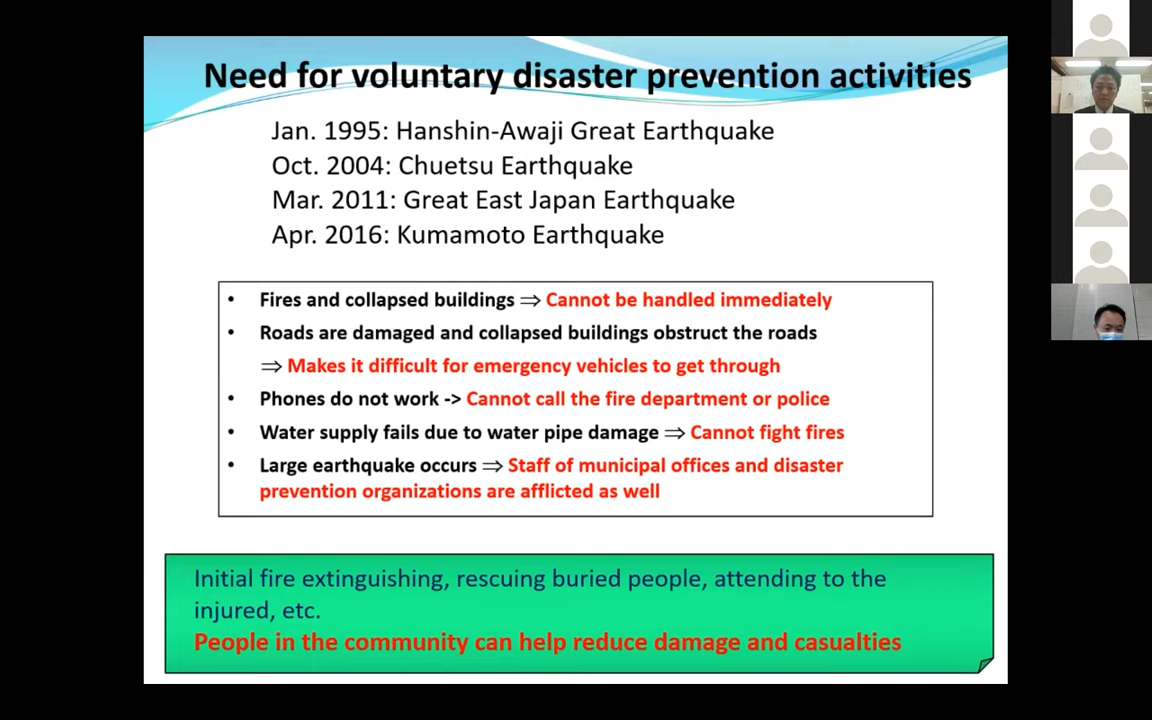 Need for voluntary disaster prevention activities
Jan. 1995: Hanshin-Awaji Great Earthquake
Oct. 2004: Chuetsu Earthquake
Mar. 2011: Great East Japan Earthquake
Apr. 2016: Kumamoto Earthquake
• Fires and collapsed buildings ⇒ Cannot be handled immediately
• Roads are damaged and collapsed buildings obstruct the roads
⇒ Makes it difficult for emergency vehicles to get through
• Phones do not work -> Cannot call the fire department or police
• Water supply fails due to water pipe damage ⇒ Cannot fight fires
• Large earthquake occurs ⇒ Staff of municipal offices and disaster
prevention organizations are afflicted as well
Initial fire extinguishing, rescuing buried people, attending to the
injured, etc.
People in the community can help reduce damage and casualties